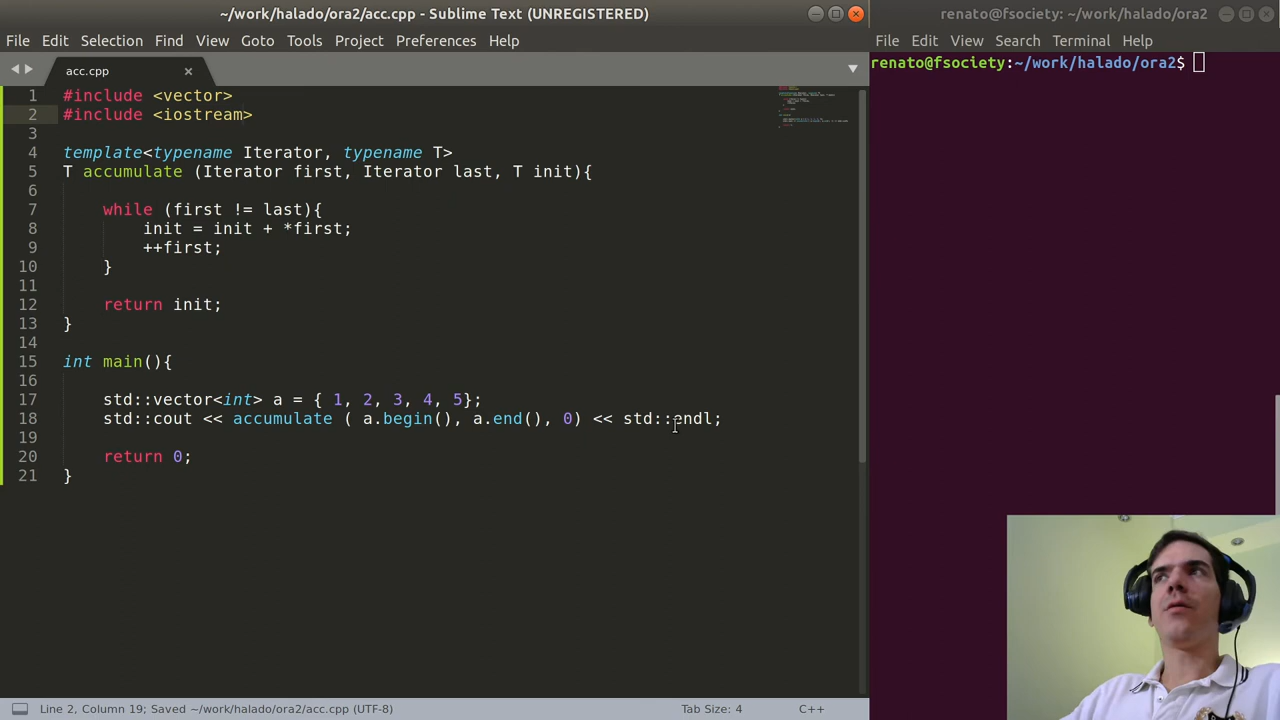 ~/work/halado/ora2/acc.cpp - Sublime Text (UNREGISTERED)
File Edit Selection Find View Goto Tools Project Preferences Help
acc.cpp
1 #include <vector>
2 #include <iostream>
3
4 template<typename Iterator, typename T>
5 T accumulate (Iterator first, Iterator last, T init){
6
7     while (first != last){
8         init = init + *first;
9         ++first;
10     }
11
12     return init;
13 }
14
15 int main(){
16
17     std::vector<int> a = { 1, 2, 3, 4, 5};
18     std::cout << accumulate ( a.begin(), a.end(), 0) << std::endl;
19
20     return 0;
21 }
Line 2, Column 19; Saved ~/work/halado/ora2/acc.cpp (UTF-8) Tab Size: 4 C++
renato@fsociety: ~/work/halado/ora2
File Edit View Search Terminal Help
renato@fsociety:~/work/halado/ora2$